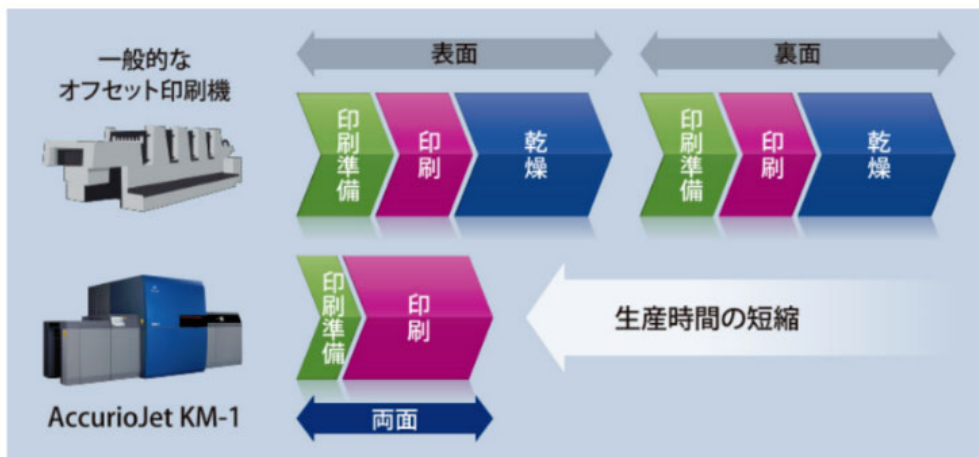 一般的な
オフセット印刷機
表面
裏面
印刷準備
印刷
乾燥
印刷準備
印刷
乾燥
AccurioJet KM-1
印刷準備
印刷
生産時間の短縮
両面